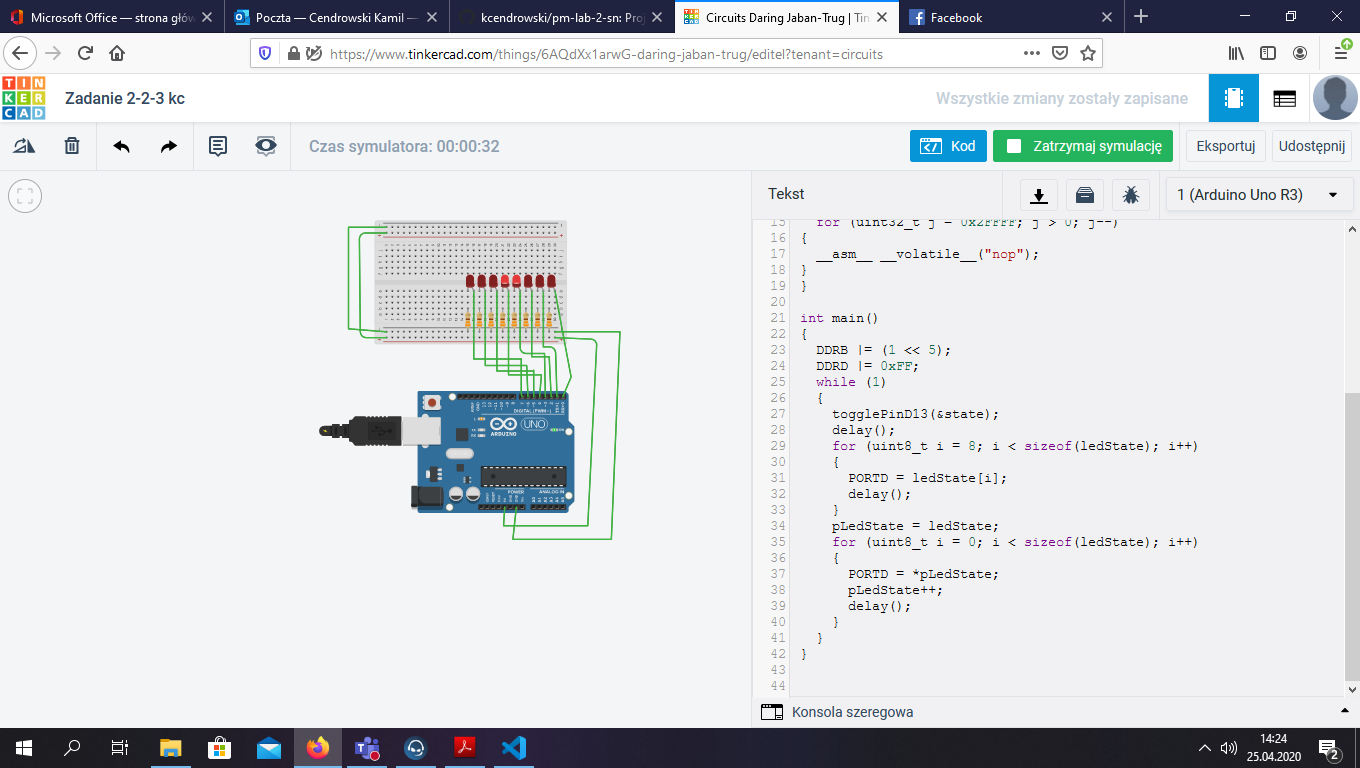 Microsoft Office — strona głów
Poczta — Cendrowski Kamil —
kcendrowski/pm-lab-2-sn: Proj
Circuits Daring Jaban-Trug | Tin
Facebook
https://www.tinkercad.com/things/6AQdXx1arwG-daring-jaban-trug/editel?tenant=circuits
TIN
KER
CAD
Zadanie 2-2-3 kc
Wszystkie zmiany zostały zapisane
Czas symulatora: 00:00:32
Kod
Zatrzymaj symulację
Eksportuj
Udostępnij
Tekst
1 (Arduino Uno R3)
15 for (uint32_t j = 0x2FFFF; j > 0; j--)
16 {
17 __asm__ __volatile__("nop");
18 }
19 }
20
21 int main()
22 {
23 DDRB |= (1 << 5);
24 DDRD |= 0xFF;
25 while (1)
26 {
27 togglePinD13(&state);
28 delay();
29 for (uint8_t i = 8; i < sizeof(ledState); i++)
30 {
31 PORTD = ledState[i];
32 delay();
33 }
34 pLedState = ledState;
35 for (uint8_t i = 0; i < sizeof(ledState); i++)
36 {
37 PORTD = *pLedState;
38 pLedState++;
39 delay();
40 }
41 }
42 }
43
44
DIGITAL (PWM~)
UNO
ARDUINO
POWER
ANALOG IN
Konsola szeregowa
14:24
25.04.2020
2